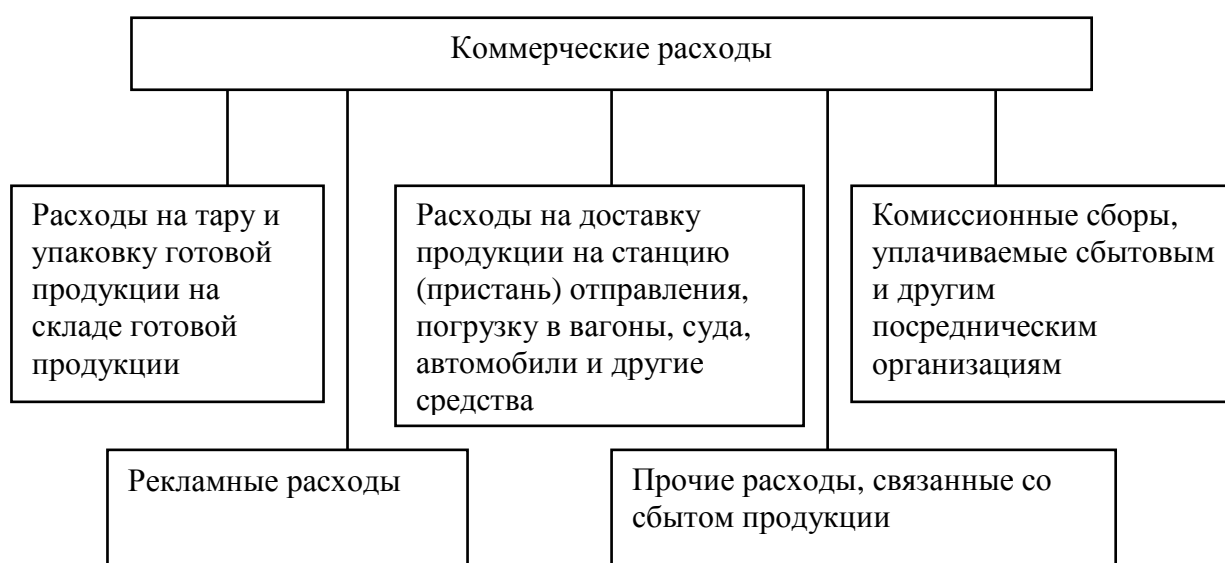 Коммерческие расходы
Расходы на тару и
упаковку готовой
продукции на
складе готовой
продукции
Расходы на доставку
продукции на станцию
(пристань) отправления,
погрузку в вагоны, суда,
автомобили и другие
средства
Комиссионные сборы,
уплачиваемые сбытовым
и другим
посредническим
организациям
Рекламные расходы
Прочие расходы, связанные со
сбытом продукции